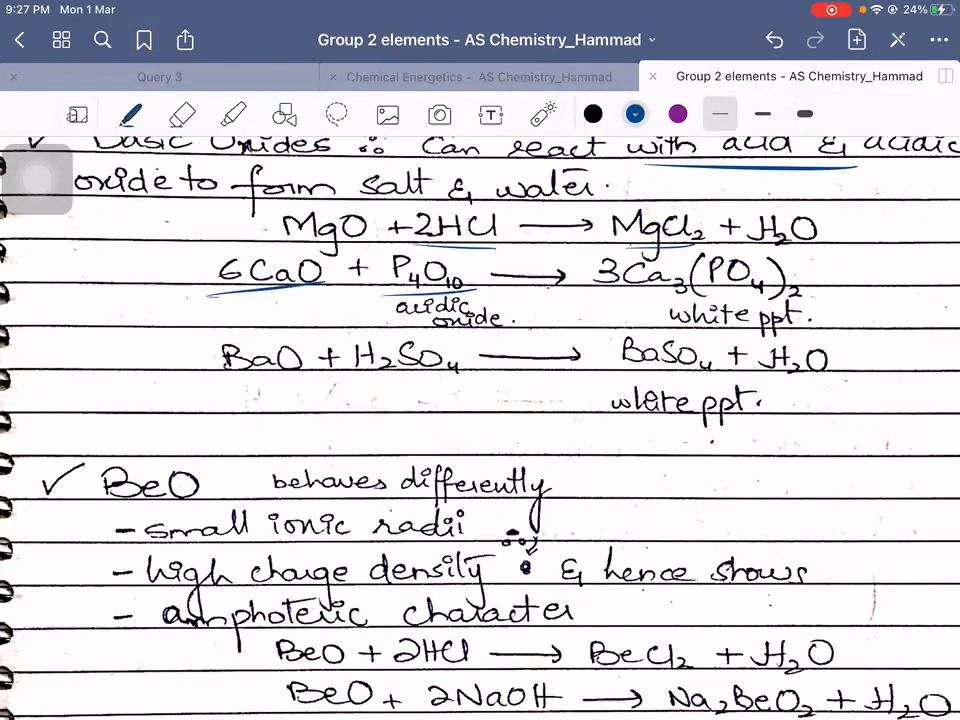 9:27 PM Mon 1 Mar 24%
Group 2 elements - AS Chemistry_Hammad
Query 3 Chemical Energetics - AS Chemistry_Hammad Group 2 elements - AS Chemistry_Hammad
Basic Oxides ∴ Can react with acid & acidic
oxide to form salt & water.
MgO + 2HCl ⟶ MgCl₂ + H₂O
6CaO + P₄O₁₀ ⟶ 3Ca₃(PO₄)₂
acidic oxide. white ppt.
BaO + H₂SO₄ ⟶ BaSO₄ + H₂O
white ppt.
✓ BeO behaves differently
- small ionic radii
- high charge density & hence shows
- amphoteric character
BeO + 2HCl ⟶ BeCl₂ + H₂O
BeO + 2NaOH ⟶ Na₂BeO₂ + H₂O